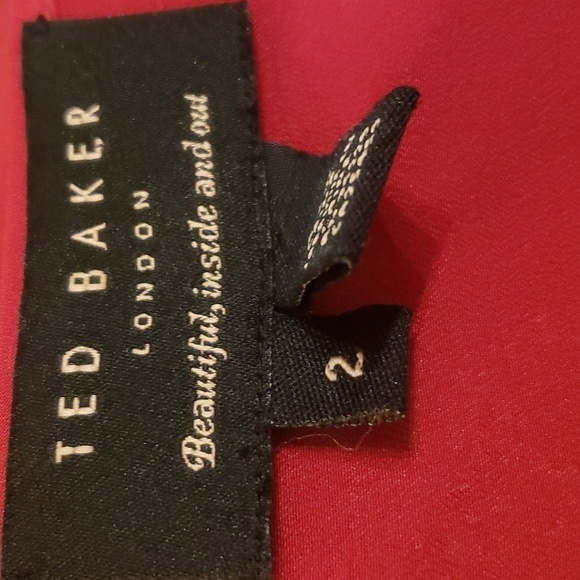 TED BAKER
LONDON
Beautiful, inside and out
2